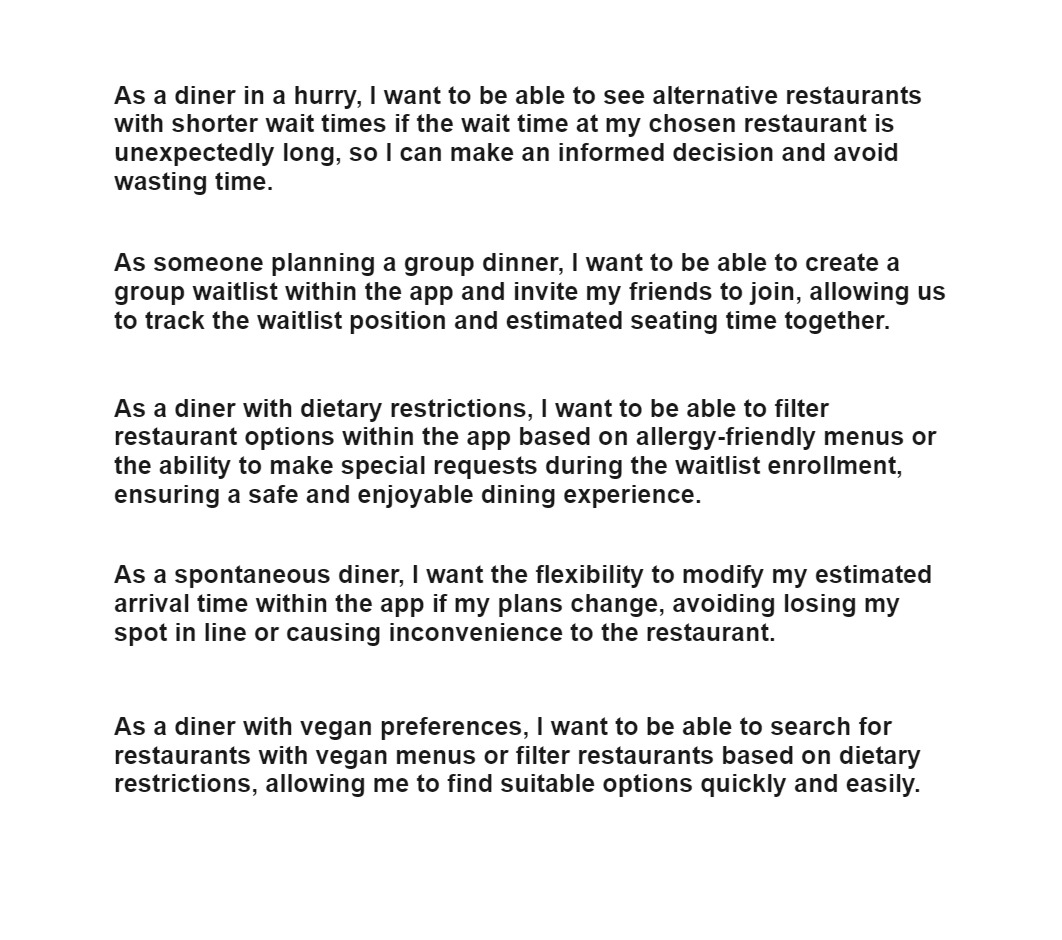 As a diner in a hurry, I want to be able to see alternative restaurants
with shorter wait times if the wait time at my chosen restaurant is
unexpectedly long, so I can make an informed decision and avoid
wasting time.
As someone planning a group dinner, I want to be able to create a
group waitlist within the app and invite my friends to join, allowing us
to track the waitlist position and estimated seating time together.
As a diner with dietary restrictions, I want to be able to filter
restaurant options within the app based on allergy-friendly menus or
the ability to make special requests during the waitlist enrollment,
ensuring a safe and enjoyable dining experience.
As a spontaneous diner, I want the flexibility to modify my estimated
arrival time within the app if my plans change, avoiding losing my
spot in line or causing inconvenience to the restaurant.
As a diner with vegan preferences, I want to be able to search for
restaurants with vegan menus or filter restaurants based on dietary
restrictions, allowing me to find suitable options quickly and easily.